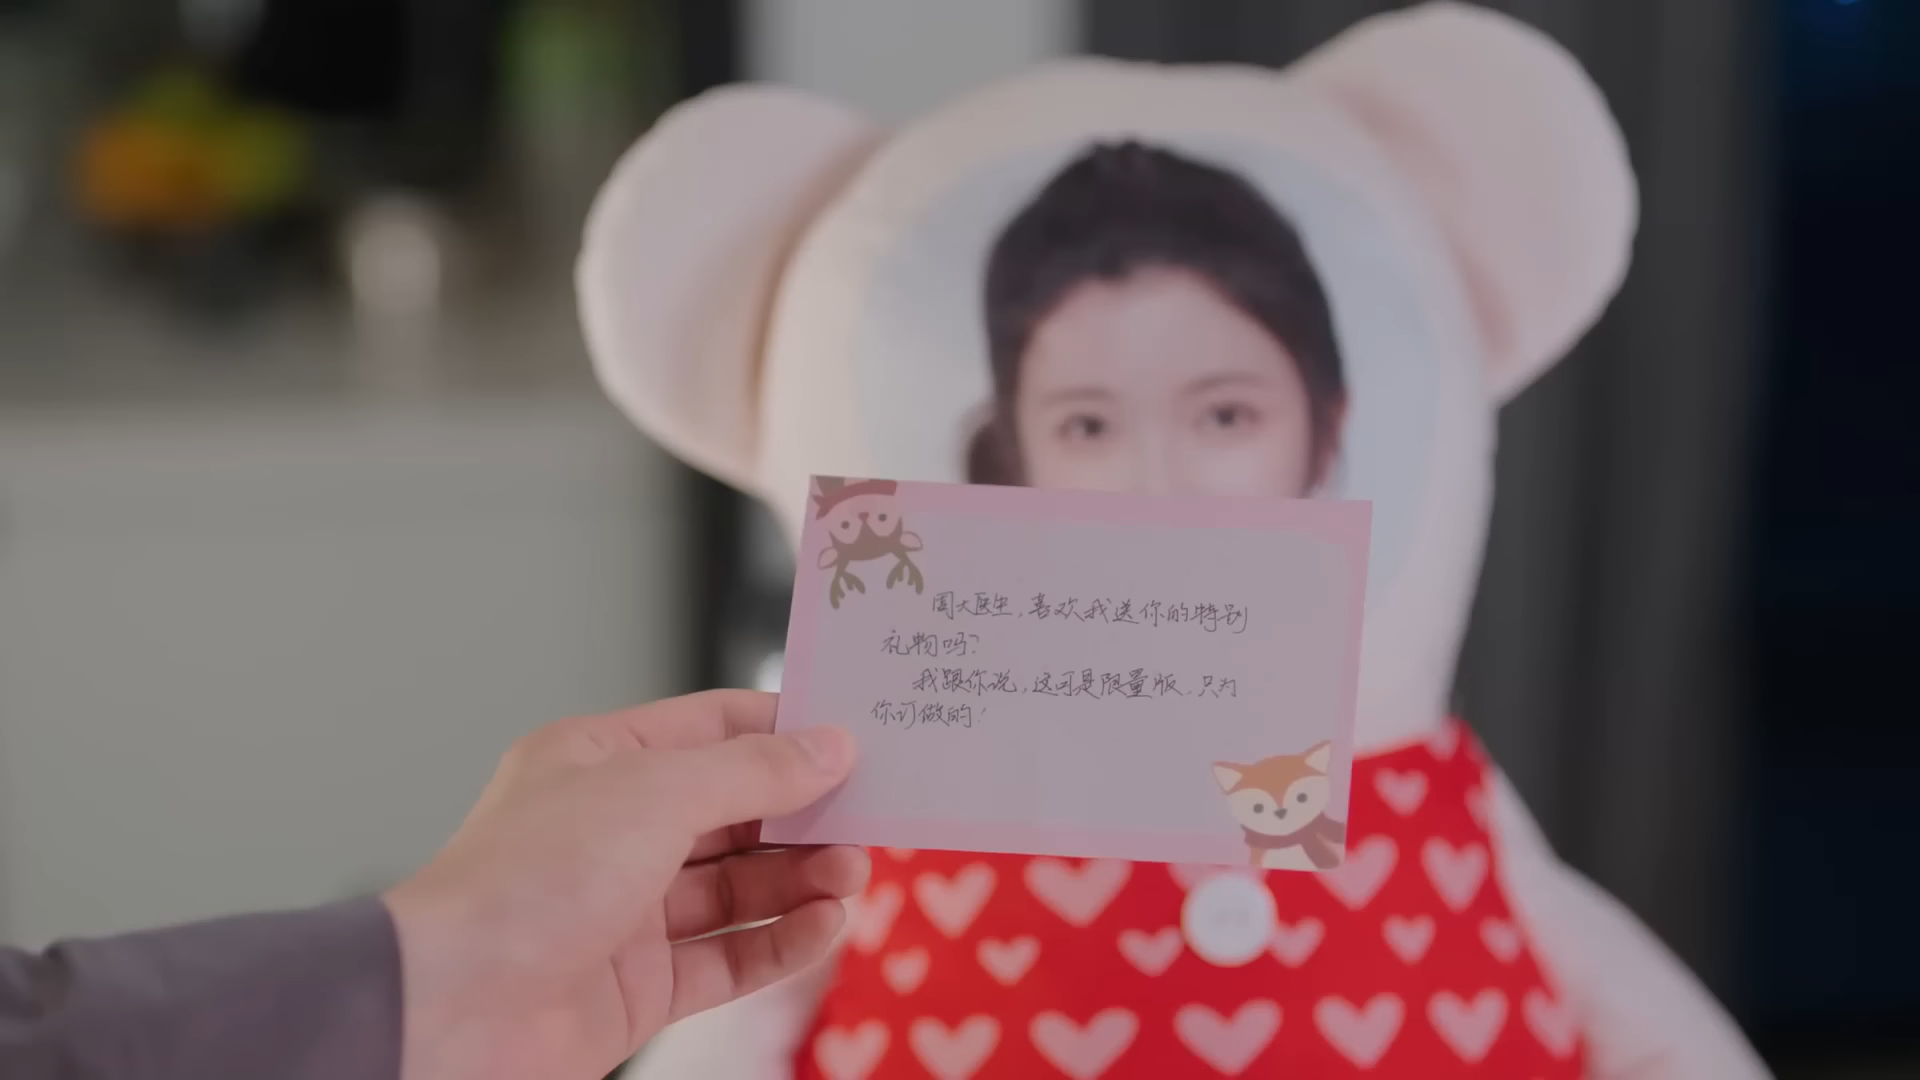 周大医生,喜欢我送你的特别
礼物吗?
我跟你说,这可是限量版,只为
你订做的!